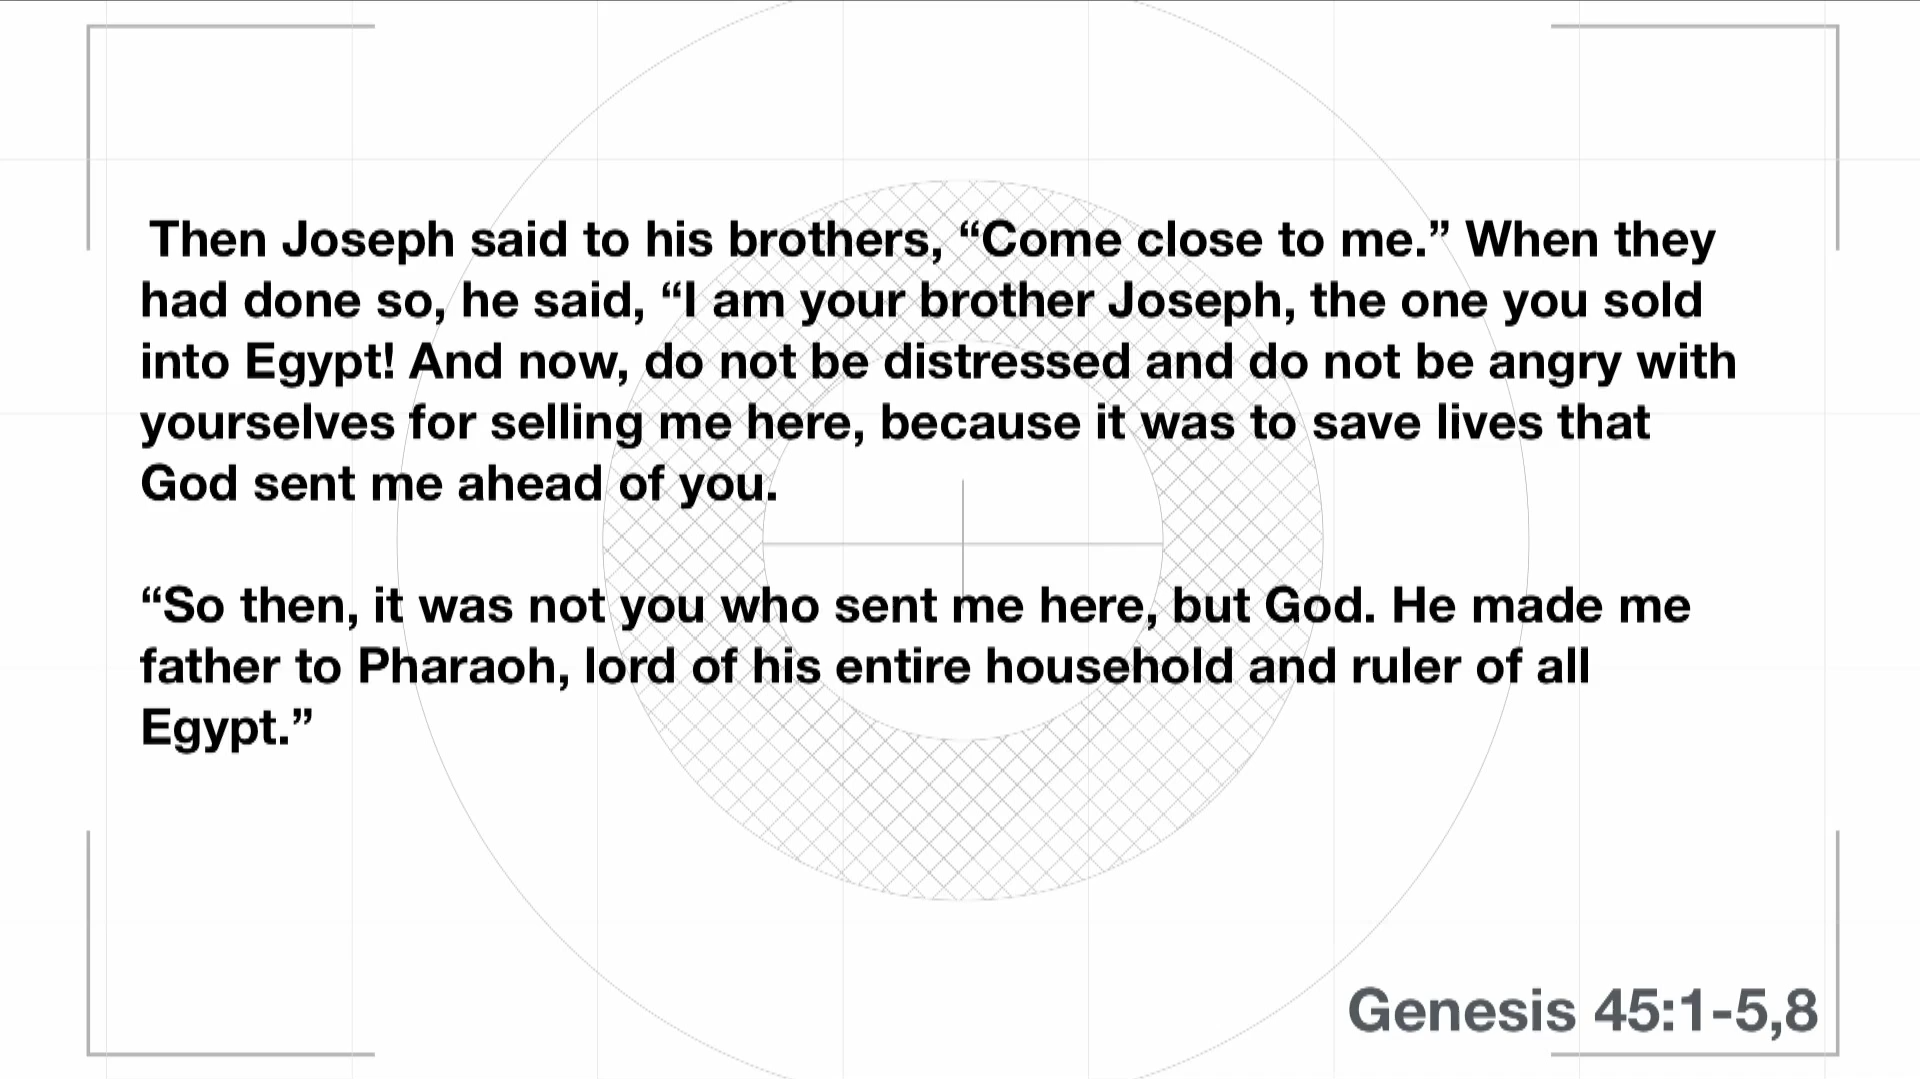 Then Joseph said to his brothers, “Come close to me.” When they
had done so, he said, “I am your brother Joseph, the one you sold
into Egypt! And now, do not be distressed and do not be angry with
yourselves for selling me here, because it was to save lives that
God sent me ahead of you.
“So then, it was not you who sent me here, but God. He made me
father to Pharaoh, lord of his entire household and ruler of all
Egypt.”
Genesis 45:1-5,8